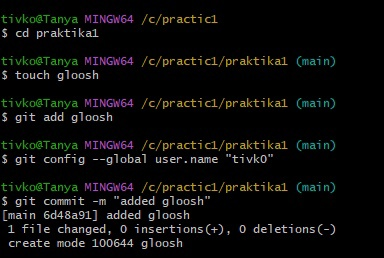 tivko@Tanya MINGW64 /c/practic1
$ cd praktika1
tivko@Tanya MINGW64 /c/practic1/praktika1 (main)
$ touch gloosh
tivko@Tanya MINGW64 /c/practic1/praktika1 (main)
$ git add gloosh
tivko@Tanya MINGW64 /c/practic1/praktika1 (main)
$ git config --global user.name "tivk0"
tivko@Tanya MINGW64 /c/practic1/praktika1 (main)
$ git commit -m "added gloosh"
[main 6d48a91] added gloosh
 1 file changed, 0 insertions(+), 0 deletions(-)
 create mode 100644 gloosh